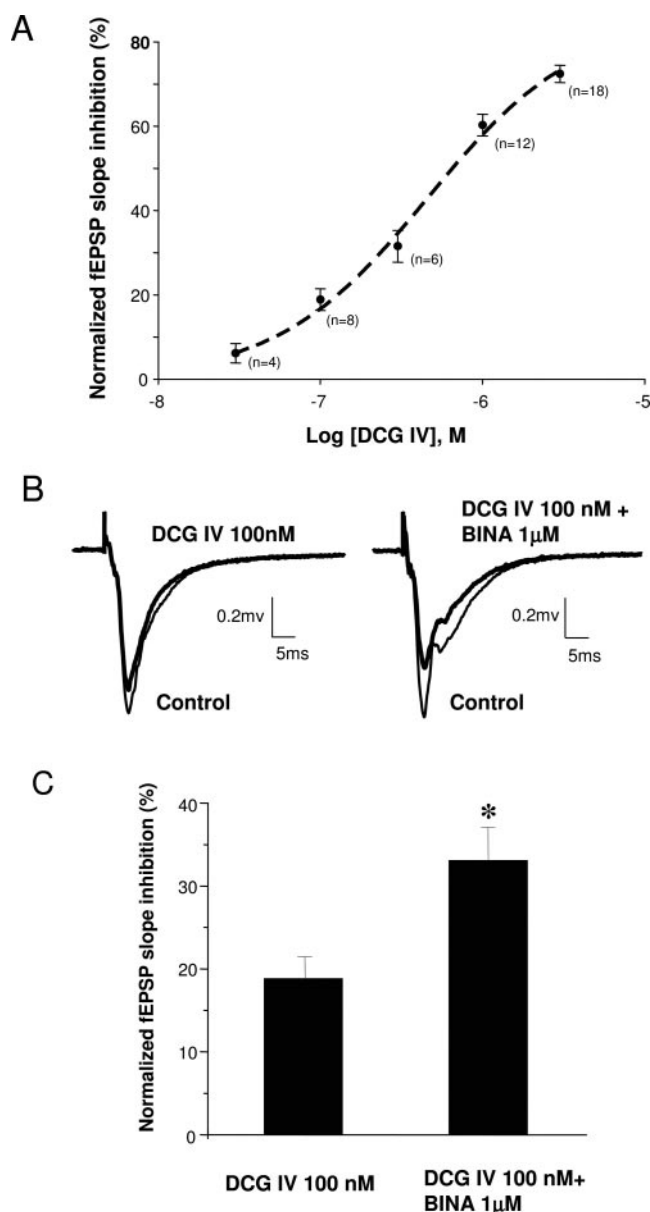 A
Normalized fEPSP slope inhibition (%)
80
60
40
20
0
(n=4)
(n=8)
(n=6)
(n=12)
(n=18)
-8
-7
-6
-5
Log [DCG IV], M
B
DCG IV 100nM
0.2mv
5ms
Control
DCG IV 100 nM +
BINA 1µM
0.2mv
5ms
Control
C
Normalized fEPSP slope inhibition (%)
40
30
20
10
0
*
DCG IV 100 nM
DCG IV 100 nM+
BINA 1µM